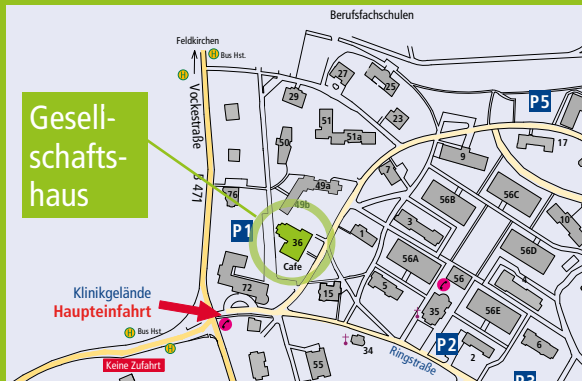 Berufsfachschulen
Feldkirchen
H
Bus Hst.
H
Vockestraße
B 471
Gesell-
schafts-
haus
27
25
29
23
P5
51
51a
50
17
9
7
49a
49b
76
56B
56C
10
P1
36
Cafe
1
3
56D
56A
56
4
72
15
5
35
56E
Klinikgelände
Haupteinfahrt
H
Bus Hst.
H
Keine Zufahrt
34
55
Ringstraße
P2
2
6
P3